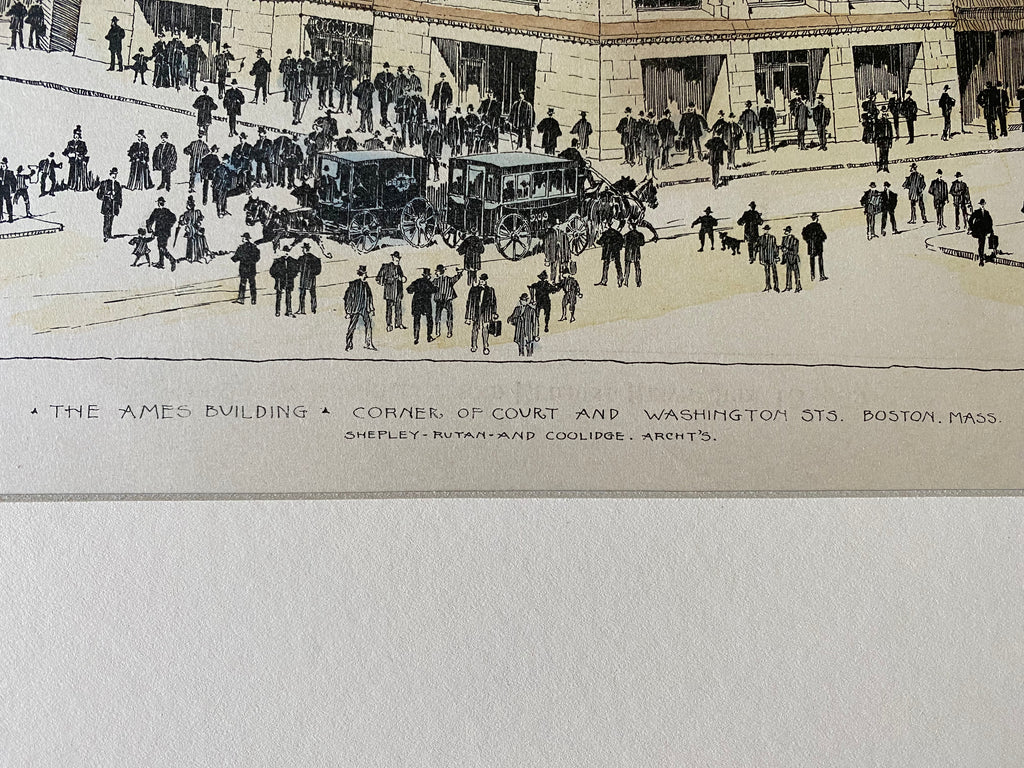 ▲ THE AMES BUILDING ▲ CORNER, OF COURT AND WASHINGTON STS. BOSTON. MASS.
SHEPLEY-RUTAN-AND COOLIDGE. ARCHT'S.